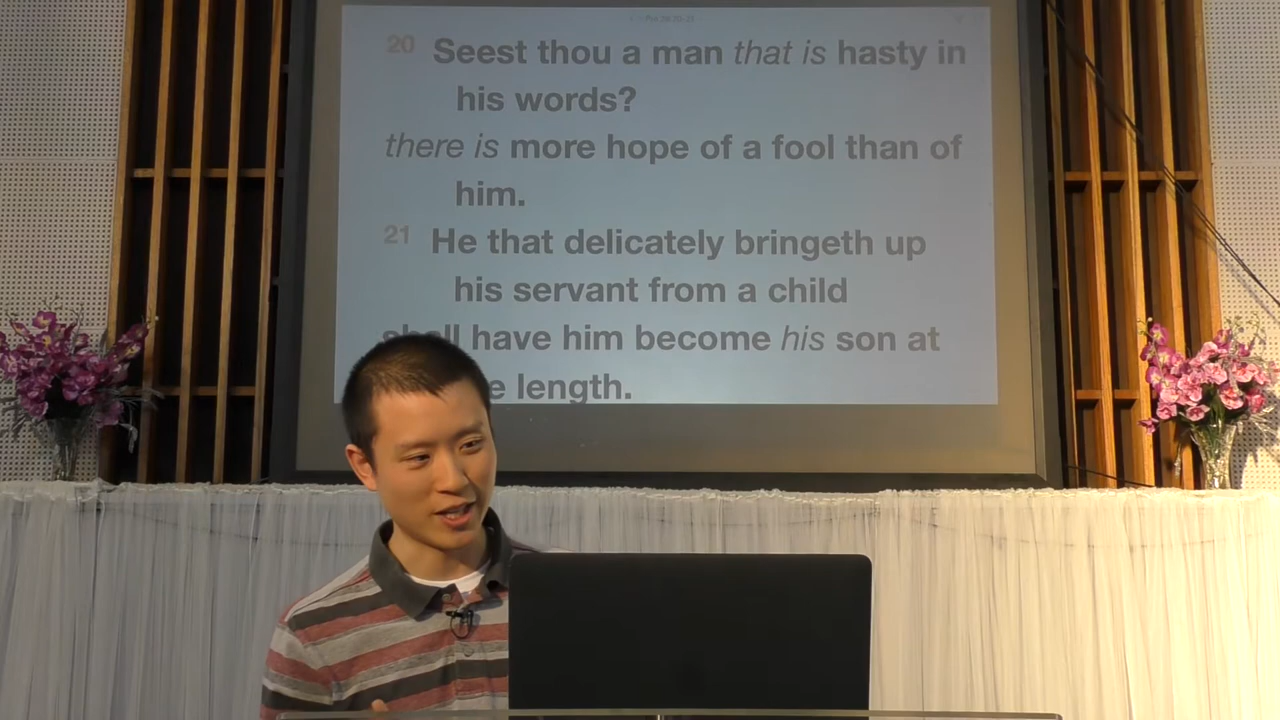 20 Seest thou a man that is hasty in
his words?
there is more hope of a fool than of
him.
21 He that delicately bringeth up
his servant from a child
shall have him become his son at
length.